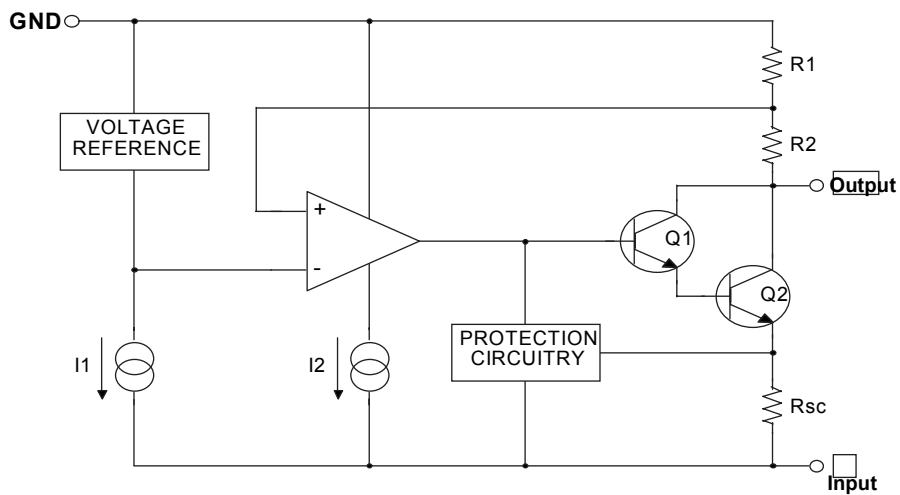 GND
R1
VOLTAGE
REFERENCE
R2
Output
+
Q1
-
Q2
PROTECTION
CIRCUITRY
I1
I2
Rsc
Input